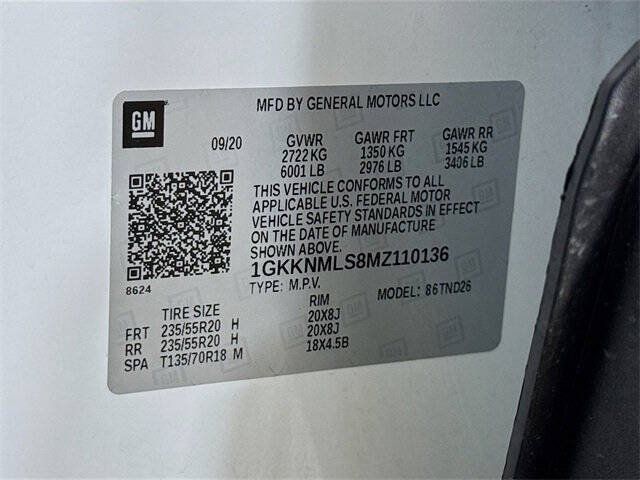 GM
MFD BY GENERAL MOTORS LLC
09/20
GVWR GAWR FRT GAWR RR
2722 KG 1350 KG 1545 KG
6001 LB 2976 LB 3406 LB
THIS VEHICLE CONFORMS TO ALL
APPLICABLE U.S. FEDERAL MOTOR
VEHICLE SAFETY STANDARDS IN EFFECT
ON THE DATE OF MANUFACTURE
SHOWN ABOVE.
1GKKNMLS8MZ110136
8624
TYPE: M.P.V. MODEL: 86TND26
TIRE SIZE RIM
FRT 235/55R20 H 20X8J
RR 235/55R20 H 20X8J
SPA T135/70R18 M 18X4.5B